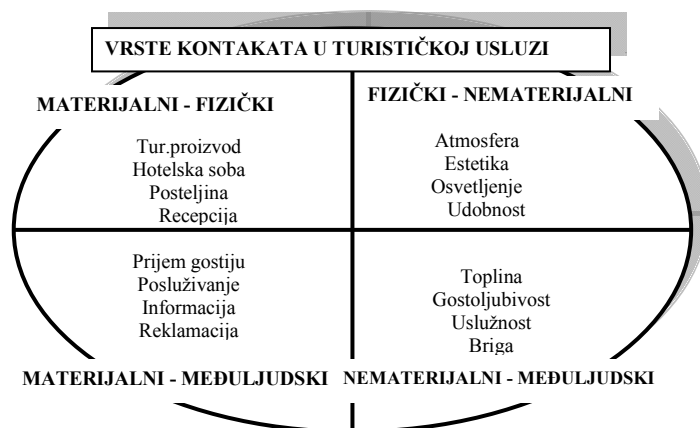 VRSTE KONTAKATA U TURISTIČKOJ USLUZI
MATERIJALNI - FIZIČKI
Tur.proizvod
Hotelska soba
Posteljina
Recepcija
FIZIČKI - NEMATERIJALNI
Atmosfera
Estetika
Osvetljenje
Udobnost
Prijem gostiju
Posluživanje
Informacija
Reklamacija
MATERIJALNI - MEĐULJUDSKI
Toplina
Gostoljubivost
Uslužnost
Briga
NEMATERIJALNI - MEĐULJUDSKI